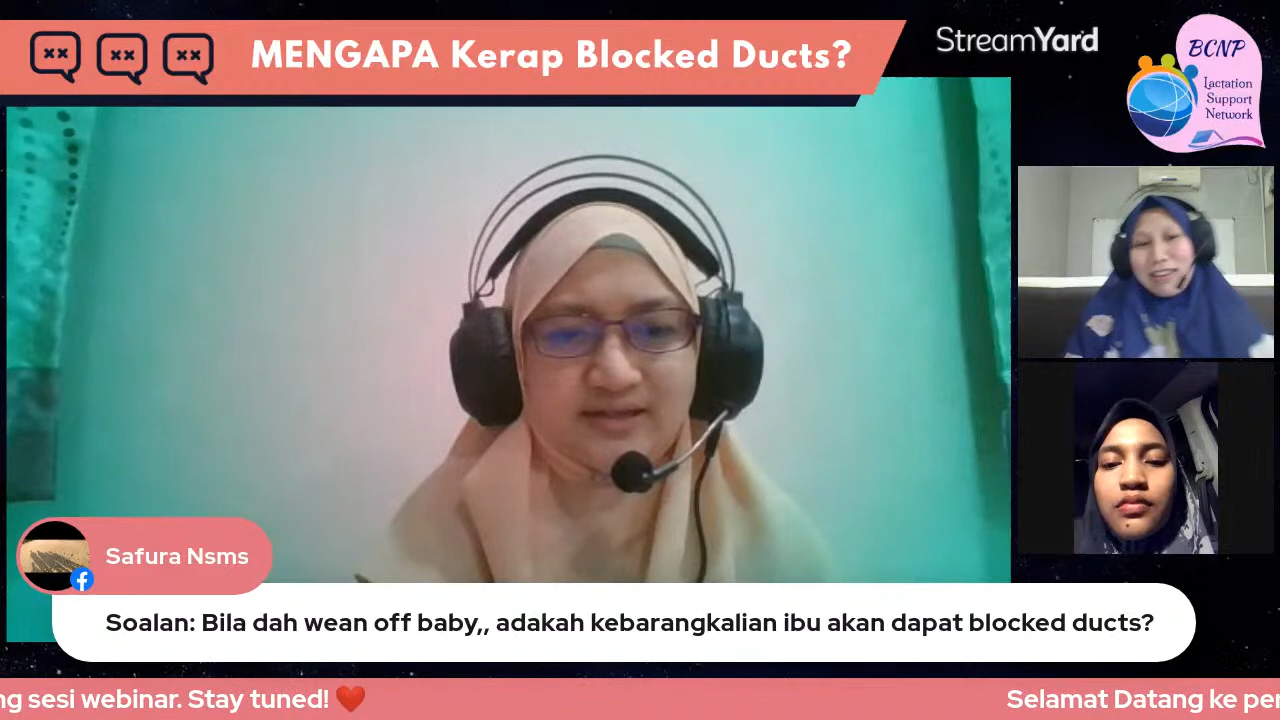 MENGAPA Kerap Blocked Ducts?
StreamYard
BCNP
Lactation
Support
Network
Safura Nsms
Soalan: Bila dah wean off baby,, adakah kebarangkalian ibu akan dapat blocked ducts?
ng sesi webinar. Stay tuned! ❤️
Selamat Datang ke per